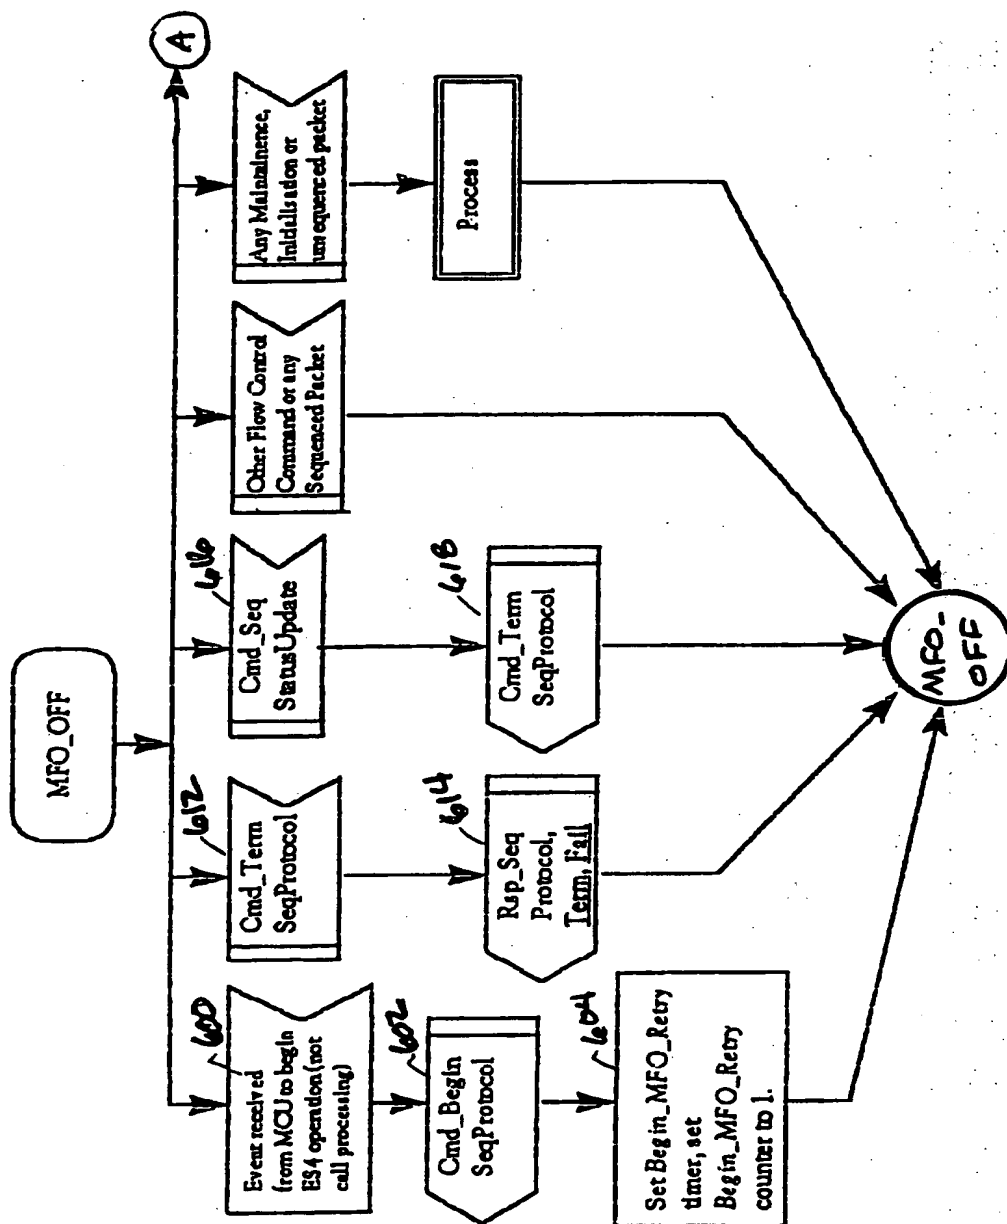 MFO_OFF
A
600
Event received
(from MCU to begin
ES4 operation (not
call processing)
602
Cmd_Begin
SeqProtocol
604
Set Begin_MFO_Retry
timer, set
Begin_MFO_Retry
counter to 1.
612
Cmd_Term
SeqProtocol
614
Rsp_Seq
Protocol,
Term, Fail
616
Cmd_Seq
StatusUpdate
618
Cmd_Term
SeqProtocol
Other Flow Control
Command or any
Sequenced Packet
Any Maintainence,
Initialisation or
unsequenced packet
Process
MFO_
OFF